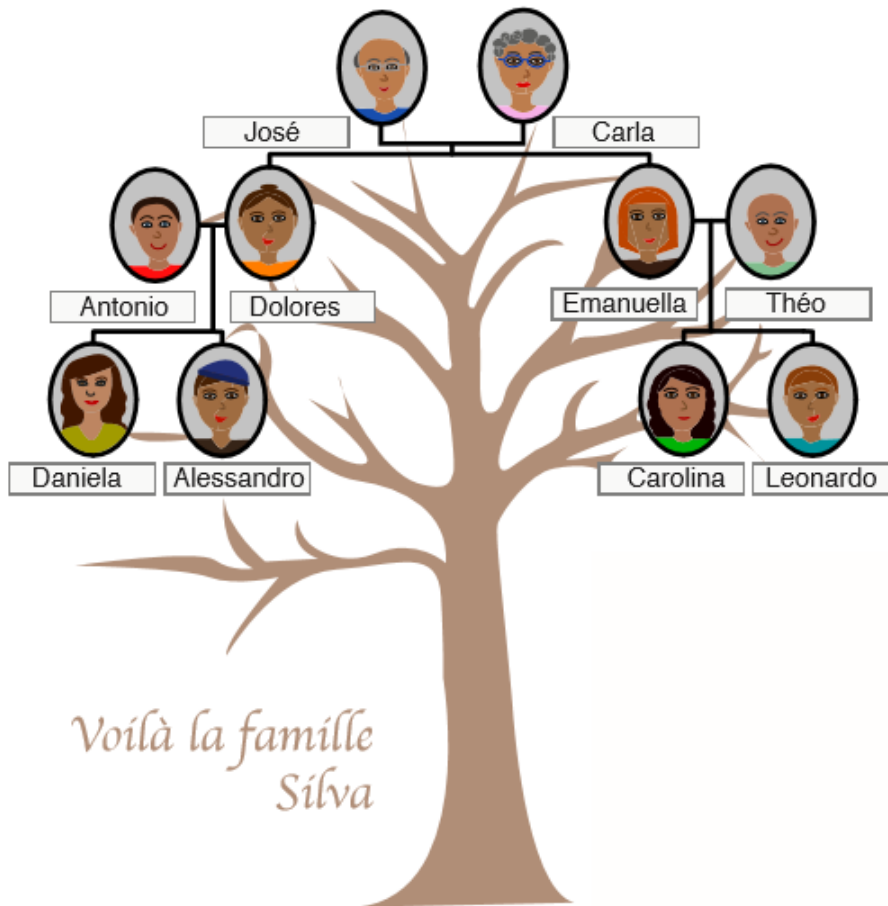 José
Carla
Antonio
Dolores
Emanuella
Théo
Daniela
Alessandro
Carolina
Leonardo
Voilà la famille
Silva